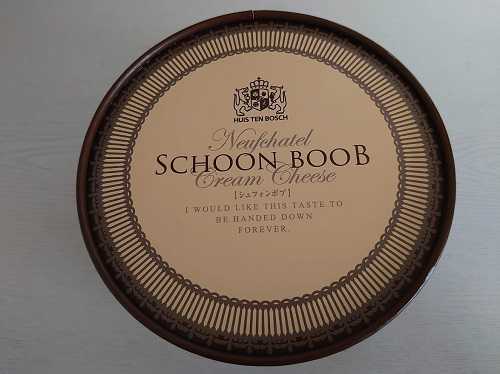 HUIS TEN BOSCH
Neufchatel
SCHOON BOOB
Cream Cheese
【シュフォンボブ】
I WOULD LIKE THIS TASTE TO
BE HANDED DOWN
FOREVER.